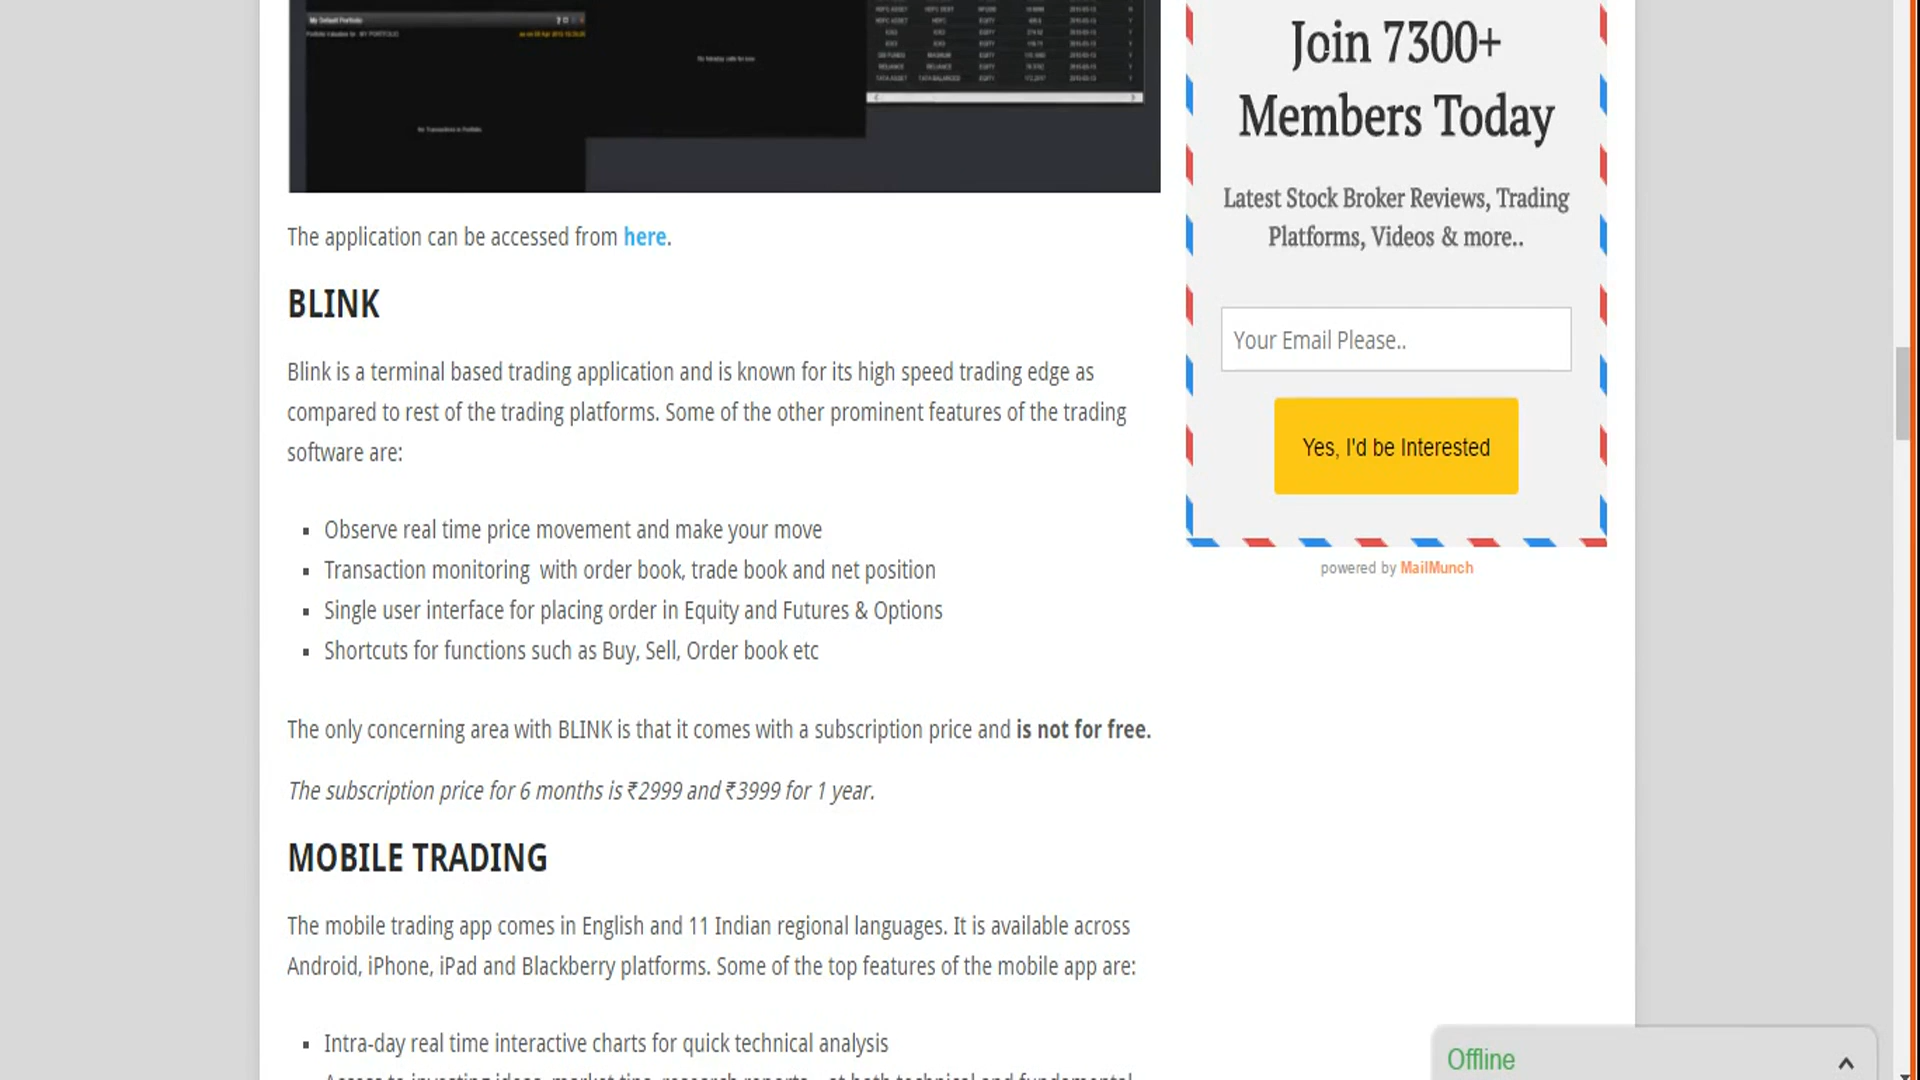 My Default Portfolio
No Transactions in Portfolio
The application can be accessed from here.
BLINK
Blink is a terminal based trading application and is known for its high speed trading edge as
compared to rest of the trading platforms. Some of the other prominent features of the trading
software are:
Observe real time price movement and make your move
Transaction monitoring with order book, trade book and net position
Single user interface for placing order in Equity and Futures & Options
Shortcuts for functions such as Buy, Sell, Order book etc
The only concerning area with BLINK is that it comes with a subscription price and is not for free.
The subscription price for 6 months is ₹2999 and ₹3999 for 1 year.
MOBILE TRADING
The mobile trading app comes in English and 11 Indian regional languages. It is available across
Android, iPhone, iPad and Blackberry platforms. Some of the top features of the mobile app are:
Intra-day real time interactive charts for quick technical analysis
Join 7300+
Members Today
Latest Stock Broker Reviews, Trading
Platforms, Videos & more..
Your Email Please..
Yes, I'd be Interested
powered by MailMunch
Offline